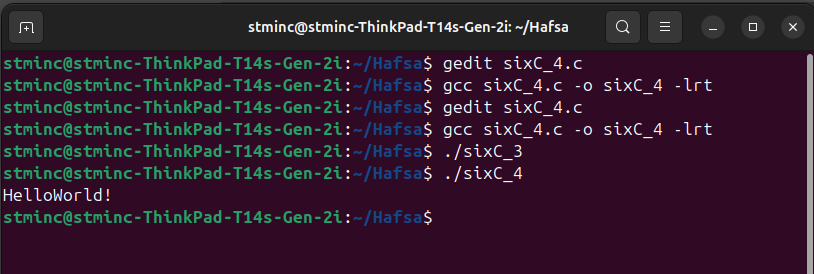 stminc@stminc-ThinkPad-T14s-Gen-2i: ~/Hafsa
stminc@stminc-ThinkPad-T14s-Gen-2i:~/Hafsa$ gedit sixC_4.c
stminc@stminc-ThinkPad-T14s-Gen-2i:~/Hafsa$ gcc sixC_4.c -o sixC_4 -lrt
stminc@stminc-ThinkPad-T14s-Gen-2i:~/Hafsa$ gedit sixC_4.c
stminc@stminc-ThinkPad-T14s-Gen-2i:~/Hafsa$ gcc sixC_4.c -o sixC_4 -lrt
stminc@stminc-ThinkPad-T14s-Gen-2i:~/Hafsa$ ./sixC_3
stminc@stminc-ThinkPad-T14s-Gen-2i:~/Hafsa$ ./sixC_4
HelloWorld!
stminc@stminc-ThinkPad-T14s-Gen-2i:~/Hafsa$